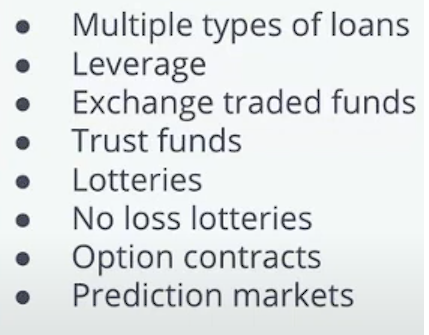 ● Multiple types of loans
● Leverage
● Exchange traded funds
● Trust funds
● Lotteries
● No loss lotteries
● Option contracts
● Prediction markets